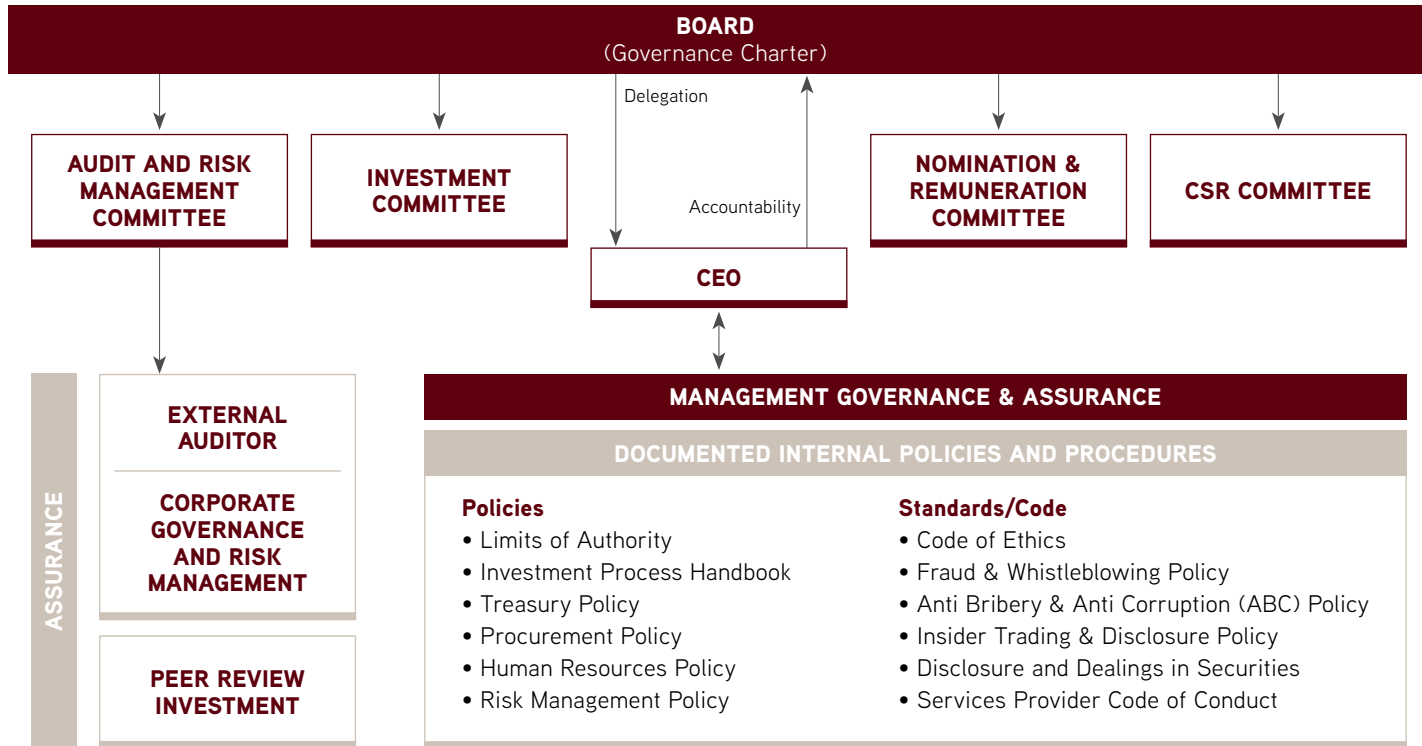 BOARD
(Governance Charter)
Delegation
AUDIT AND RISK
MANAGEMENT
COMMITTEE
INVESTMENT
COMMITTEE
Accountability
NOMINATION &
REMUNERATION
COMMITTEE
CSR COMMITTEE
CEO
ASSURANCE
EXTERNAL
AUDITOR
CORPORATE
GOVERNANCE
AND RISK
MANAGEMENT
PEER REVIEW
INVESTMENT
MANAGEMENT GOVERNANCE & ASSURANCE
DOCUMENTED INTERNAL POLICIES AND PROCEDURES
Policies
• Limits of Authority
• Investment Process Handbook
• Treasury Policy
• Procurement Policy
• Human Resources Policy
• Risk Management Policy
Standards/Code
• Code of Ethics
• Fraud & Whistleblowing Policy
• Anti Bribery & Anti Corruption (ABC) Policy
• Insider Trading & Disclosure Policy
• Disclosure and Dealings in Securities
• Services Provider Code of Conduct